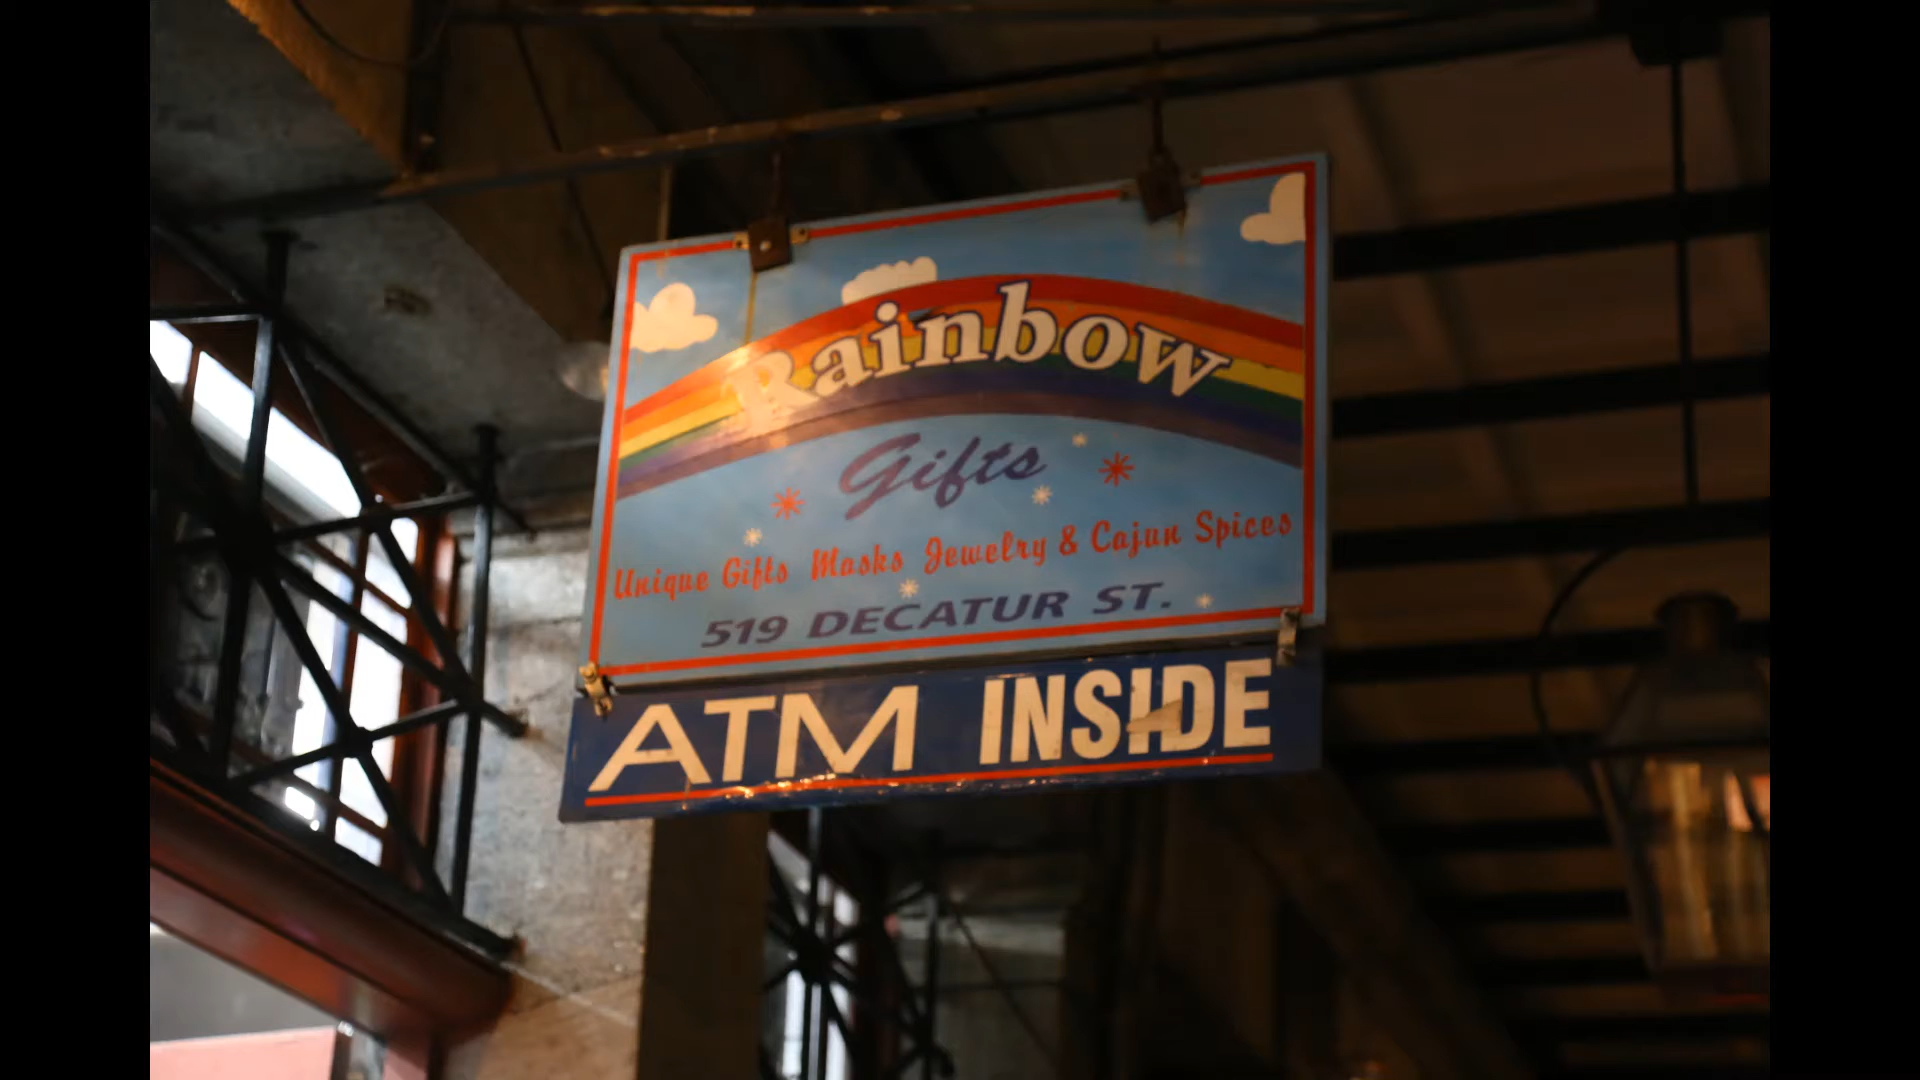 Rainbow
Gifts
Unique Gifts Masks Jewelry & Cajun Spices
519 DECATUR ST.
ATM INSIDE